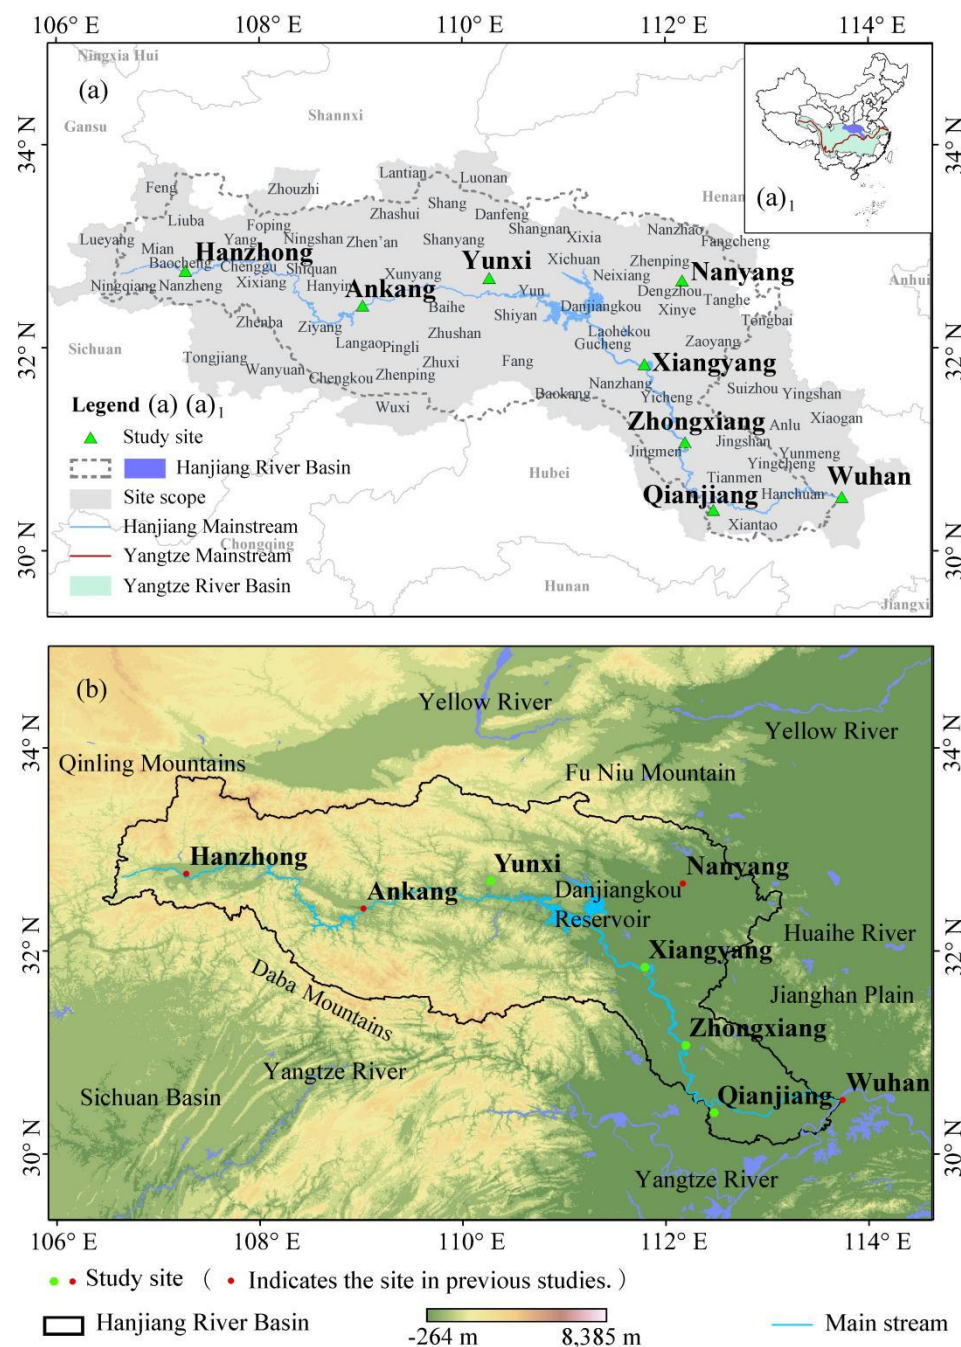 106° E 108° E 110° E 112° E 114° E
Ningxia Hui
(a)
Shannxi
Gansu
34° N
34° N
(a)1
Henan
Lantian
Luonan
Feng
Zhouzhi
Shang
Liuba
Foping
Zhashui
Danfeng
Shangnan
Nanzhao
Lueyang
Mian
Yang
Ningshan
Zhen'an
Shanyang
Xixia
Fangcheng
Hanzhong
Yunxi
Baocheng
Chenggu
Shiquan
Xunyang
Xichuan
Zhenping
Neixiang
Nanyang
Ningqiang
Nanzheng
Xixiang
Hanyin
Ankang
Yun
Dengzhou
Tanghe
Anhui
Baihe
Danjiangkou
Xinye
Shiyan
Tongbai
Zhenba
Ziyang
Zhushan
Laohekou
Langao
Pingli
Gucheng
Zaoyang
32° N
Sichuan
32° N
Tongjiang
Wanyuan
Zhuxi
Fang
Xiangyang
Chengkou
Zhenping
Nanzhang
Suizhou
Yingshan
Baokang
Yicheng
Wuxi
Xiaogan
Zhongxiang
Anlu
Jingshan
Yunmeng
Jingmen
Yingcheng
Hubei
Tianmen
Wuhan
Qianjiang
Hanchuan
Xiantao
Legend (a) (a)1
Study site
Hanjiang River Basin
Site scope
Hanjiang Mainstream
Chongqing
30° N
30° N
Yangtze Mainstream
Yangtze River Basin
Hunan
Jiangxi
(b)
Yellow River
Yellow River
34° N
34° N
Qinling Mountains
Fu Niu Mountain
Hanzhong
Yunxi
Nanyang
Ankang
Danjiangkou
Reservoir
Huaihe River
32° N
32° N
Xiangyang
Daba Mountains
Jianghan Plain
Zhongxiang
Yangtze River
Wuhan
Sichuan Basin
Qianjiang
30° N
30° N
Yangtze River
106° E 108° E 110° E 112° E 114° E
Study site ( Indicates the site in previous studies. )
Hanjiang River Basin
-264 m 8,385 m
Main stream